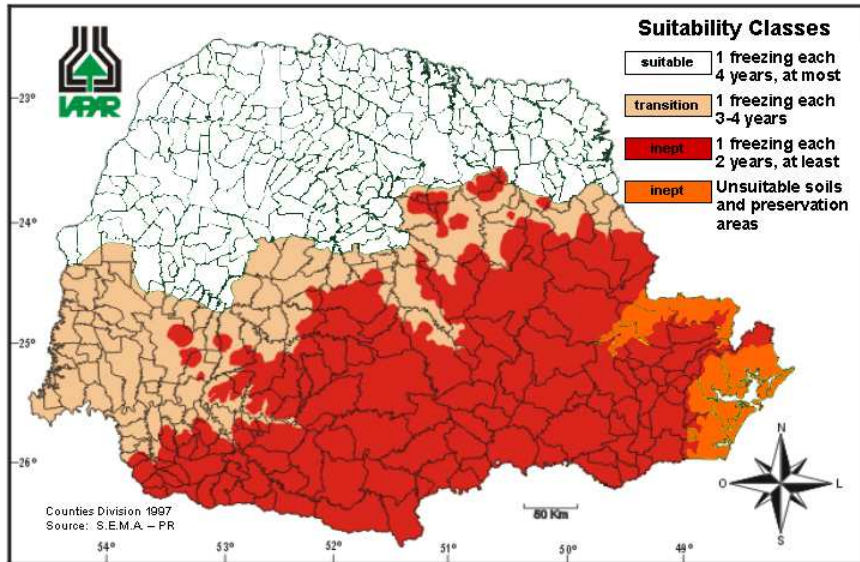 Suitability Classes
suitable
1 freezing each
4 years, at most
transition
1 freezing each
3-4 years
inept
1 freezing each
2 years, at least
inept
Unsuitable soils
and preservation
areas
IAPAR
23°
24°
25°
26°
N
O
L
S
50 Km
Counties Division 1997
Source: S.E.M.A. – PR
54°
53°
52°
51°
50°
49°